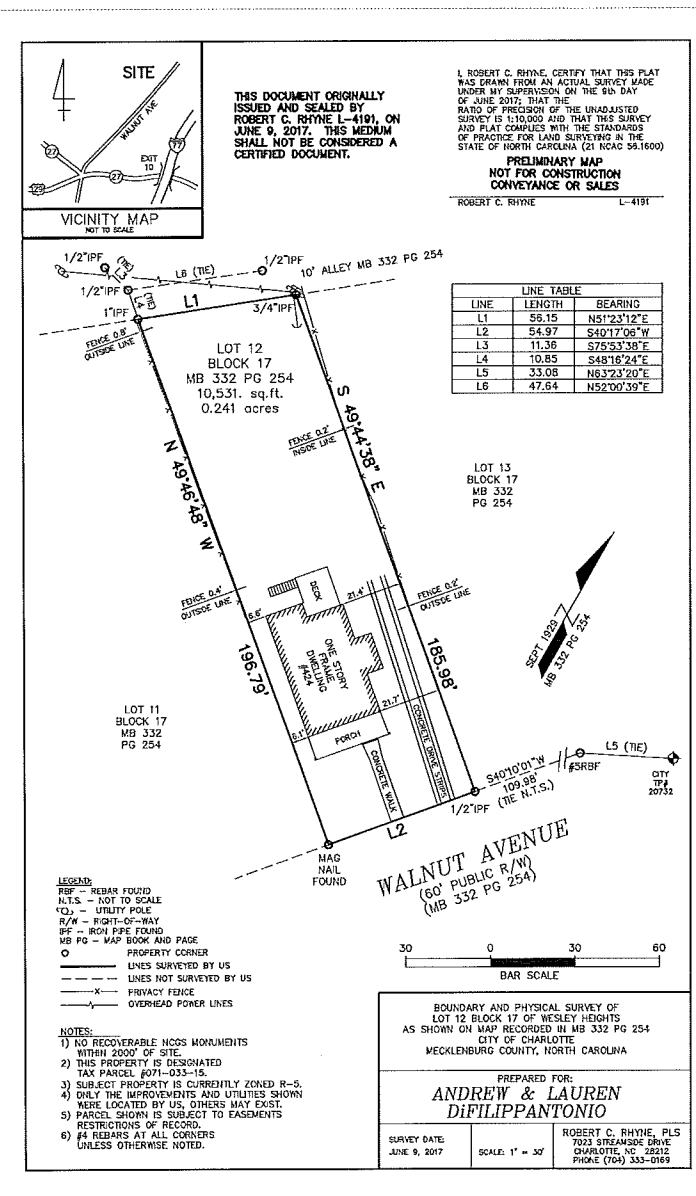 SITE
WALNUT AVE
27
77
EXIT
10
29
27
VICINITY MAP
NOT TO SCALE
THIS DOCUMENT ORIGINALLY
ISSUED AND SEALED BY
ROBERT C. RHYNE L-4191, ON
JUNE 9, 2017. THIS MEDIUM
SHALL NOT BE CONSIDERED A
CERTIFIED DOCUMENT.
I, ROBERT C. RHYNE, CERTIFY THAT THIS PLAT
WAS DRAWN FROM AN ACTUAL SURVEY MADE
UNDER MY SUPERVISION ON THE 9th DAY
OF JUNE 2017; THAT THE
RATIO OF PRECISION OF THE UNADJUSTED
SURVEY IS 1:10,000 AND THAT THIS SURVEY
AND PLAT COMPLIES WITH THE STANDARDS
OF PRACTICE FOR LAND SURVEYING IN THE
STATE OF NORTH CAROLINA (21 NCAC 56.1600)
PRELIMINARY MAP
NOT FOR CONSTRUCTION
CONVEYANCE OR SALES
ROBERT C. RHYNE L-4191
1/2"IPF
L3 (TIE)
L6 (TIE)
1/2"IPF
10' ALLEY MB 332 PG 254
1/2"IPF
L4 (TIE)
L1
1"IPF
3/4"IPF
FENCE 0.8'
OUTSIDE LINE
LINE TABLE
LINE LENGTH BEARING
L1 56.15 N51°23'12"E
L2 54.97 S40°17'06"W
L3 11.36 S75°53'38"E
L4 10.85 S48°16'24"E
L5 33.08 N63°23'20"E
L6 47.64 N52°00'39"E
LOT 12
BLOCK 17
MB 332 PG 254
10,531. sq.ft.
0.241 acres
S 49°44'38" E
FENCE 0.2'
INSIDE LINE
N 49°46'48" W
LOT 13
BLOCK 17
MB 332
PG 254
FENCE 0.4'
OUTSIDE LINE
DECK
21.4'
FENCE 0.2'
OUTSIDE LINE
ONE STORY
FRAME
DWELLING
#424
196.79'
185.98'
21.7'
6.1'
PORCH
CONCRETE WALK
CONCRETE DRIVE STRIPS
SEPT 1929
MB 332 PG 254
LOT 11
BLOCK 17
MB 332
PG 254
S40°10'01"W
109.98'
(TIE N.T.S.)
#5RBF
L5 (TIE)
CITY
TP#
20732
1/2"IPF
L2
MAG
NAIL
FOUND
WALNUT AVENUE
(60' PUBLIC R/W)
(MB 332 PG 254)
LEGEND:
RBF - REBAR FOUND
N.T.S. - NOT TO SCALE
- UTILITY POLE
R/W - RIGHT-OF-WAY
IPF - IRON PIPE FOUND
MB PG - MAP BOOK AND PAGE
PROPERTY CORNER
LINES SURVEYED BY US
LINES NOT SURVEYED BY US
PRIVACY FENCE
OVERHEAD POWER LINES
30 0 30 60
BAR SCALE
NOTES:
1) NO RECOVERABLE NCGS MONUMENTS
WITHIN 2000' OF SITE.
2) THIS PROPERTY IS DESIGNATED
TAX PARCEL #071-033-15.
3) SUBJECT PROPERTY IS CURRENTLY ZONED R-5.
4) ONLY THE IMPROVEMENTS AND UTILITIES SHOWN
WERE LOCATED BY US, OTHERS MAY EXIST.
5) PARCEL SHOWN IS SUBJECT TO EASEMENTS
RESTRICTIONS OF RECORD.
6) #4 REBARS AT ALL CORNERS
UNLESS OTHERWISE NOTED.
BOUNDARY AND PHYSICAL SURVEY OF
LOT 12 BLOCK 17 OF WESLEY HEIGHTS
AS SHOWN ON MAP RECORDED IN MB 332 PG 254
CITY OF CHARLOTTE
MECKLENBURG COUNTY, NORTH CAROLINA
PREPARED FOR:
ANDREW & LAUREN
DiFILIPPANTONIO
SURVEY DATE:
JUNE 9, 2017
SCALE: 1" = 30'
ROBERT C. RHYNE, PLS
7023 STREAMSIDE DRIVE
CHARLOTTE, NC 28212
PHONE (704) 333-0169